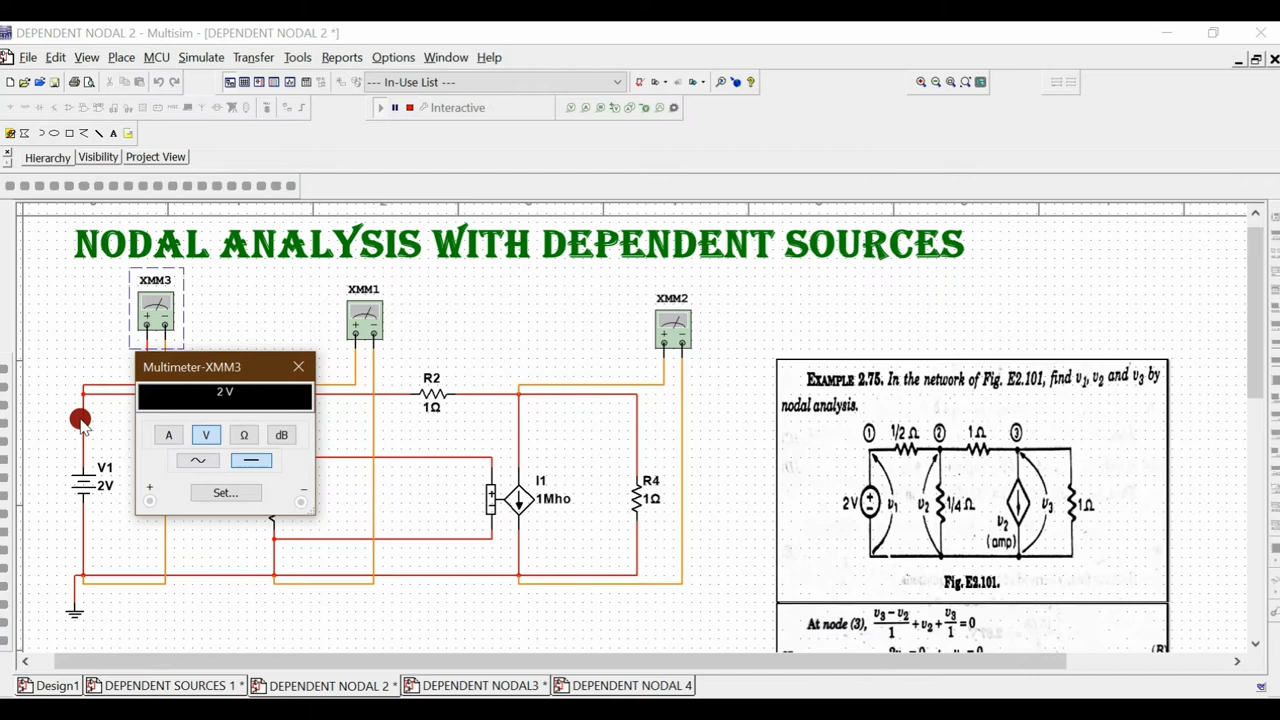 DEPENDENT NODAL 2 - Multisim - [DEPENDENT NODAL 2 *]
File Edit View Place MCU Simulate Transfer Tools Reports Options Window Help
--- In-Use List ---
Interactive
Hierarchy Visibility Project View
NODAL ANALYSIS WITH DEPENDENT SOURCES
XMM3
XMM1
XMM2
Multimeter-XMM3
2 V
A V Ω dB
Set...
R2
1Ω
V1
2V
I1
1Mho
R4
1Ω
EXAMPLE 2.75. In the network of Fig. E2.101, find v₁, v₂ and v₃ by
nodal analysis.
① 1/2 Ω ② 1Ω ③
2V v₁ v₂ 1/4Ω v₂ v₃ 1Ω
(amp)
Fig. E2.101.
At node (3), (v₃ − v₂)/1 + v₂ + v₃/1 = 0
Design1 DEPENDENT SOURCES 1 * DEPENDENT NODAL 2 * DEPENDENT NODAL3 * DEPENDENT NODAL 4